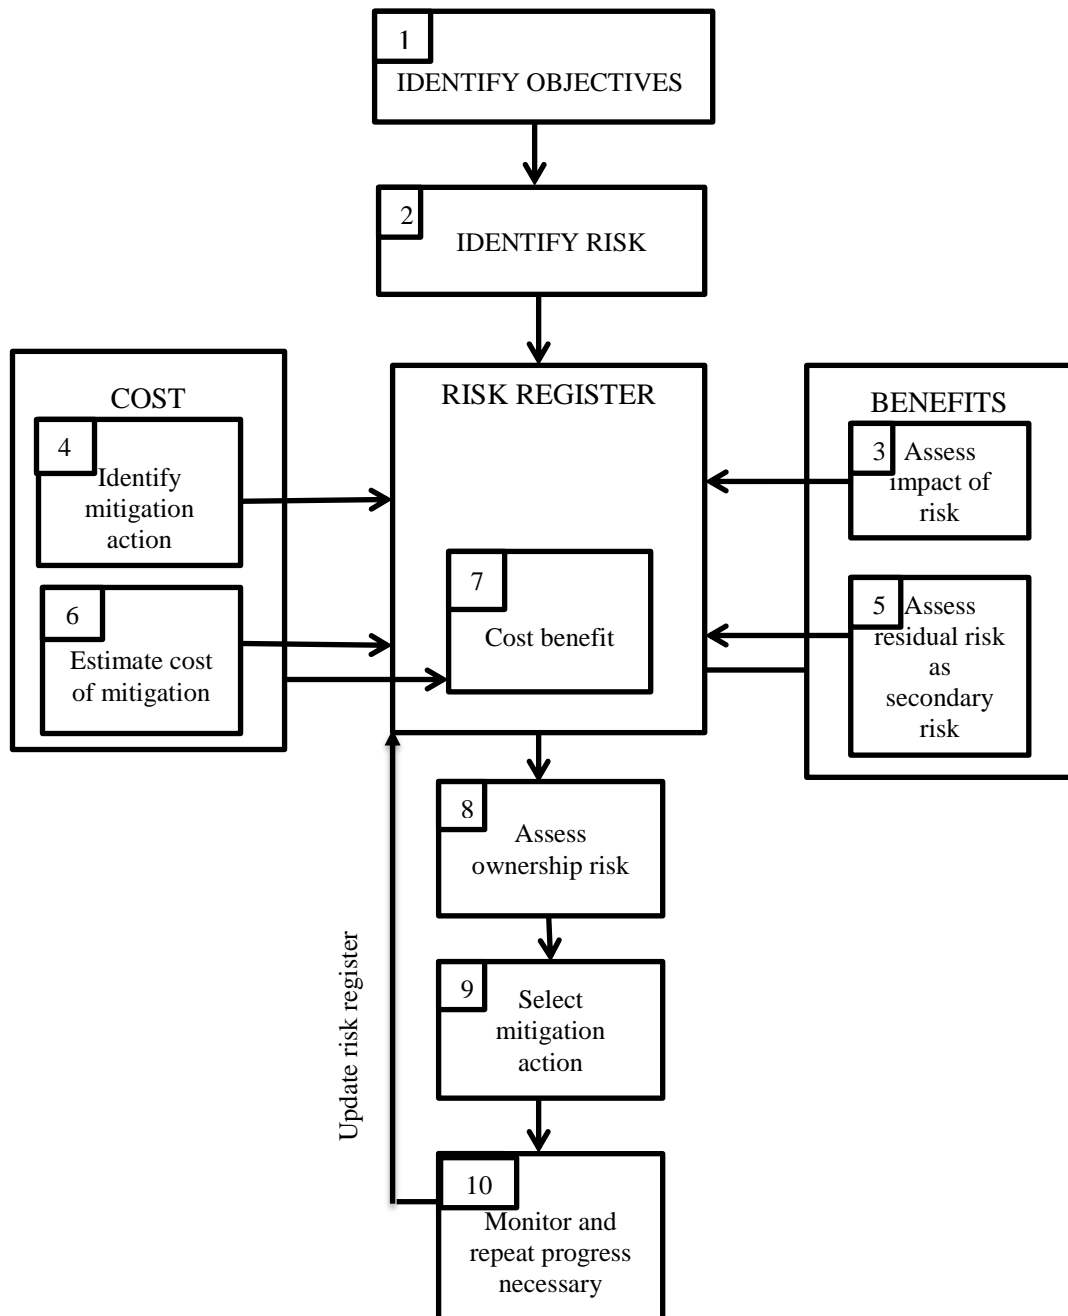 1
IDENTIFY OBJECTIVES
2
IDENTIFY RISK
COST
4
Identify
mitigation
action
6
Estimate cost
of mitigation
RISK REGISTER
7
Cost benefit
BENEFITS
3
Assess
impact of
risk
5
Assess
residual risk
as
secondary
risk
8
Assess
ownership risk
9
Select
mitigation
action
Update risk register
10
Monitor and
repeat progress
necessary